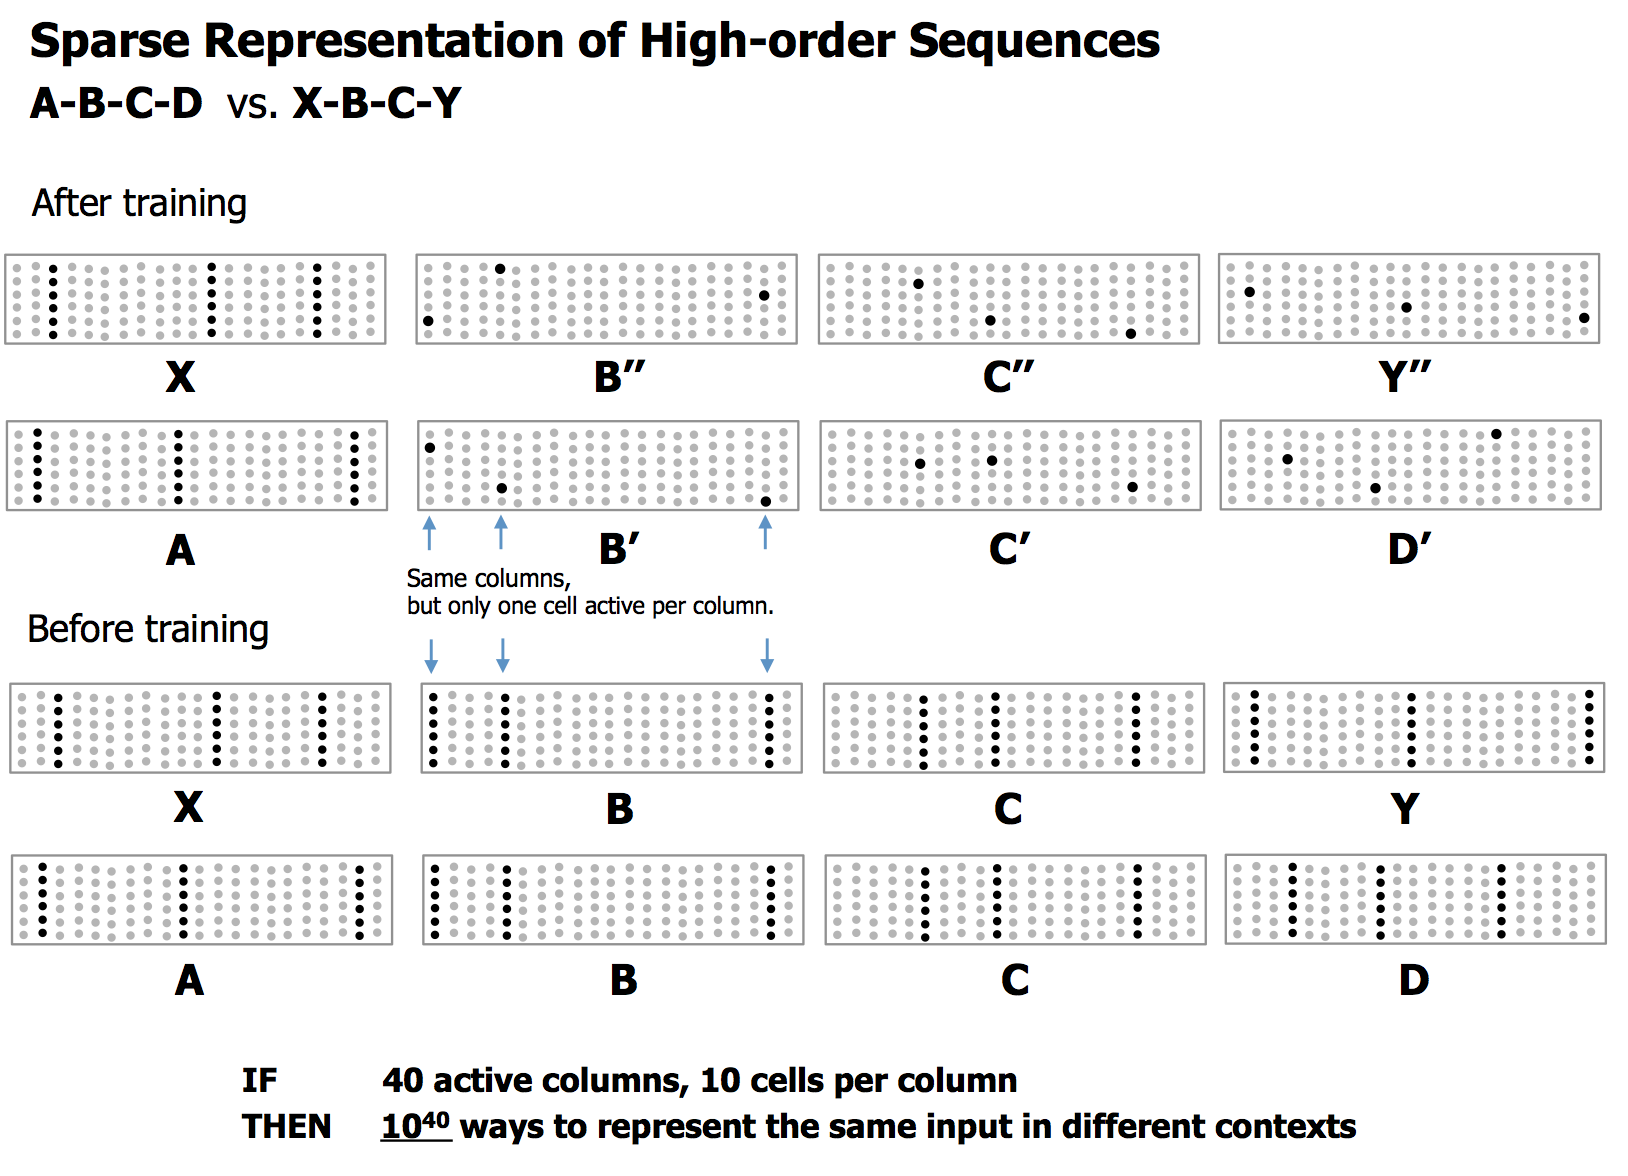 Sparse Representation of High-order Sequences
A-B-C-D vs. X-B-C-Y
After training
X B″ C″ Y″
A B′ C′ D′
Same columns,
but only one cell active per column.
Before training
X B C Y
A B C D
IF 40 active columns, 10 cells per column
THEN 10⁴⁰ ways to represent the same input in different contexts